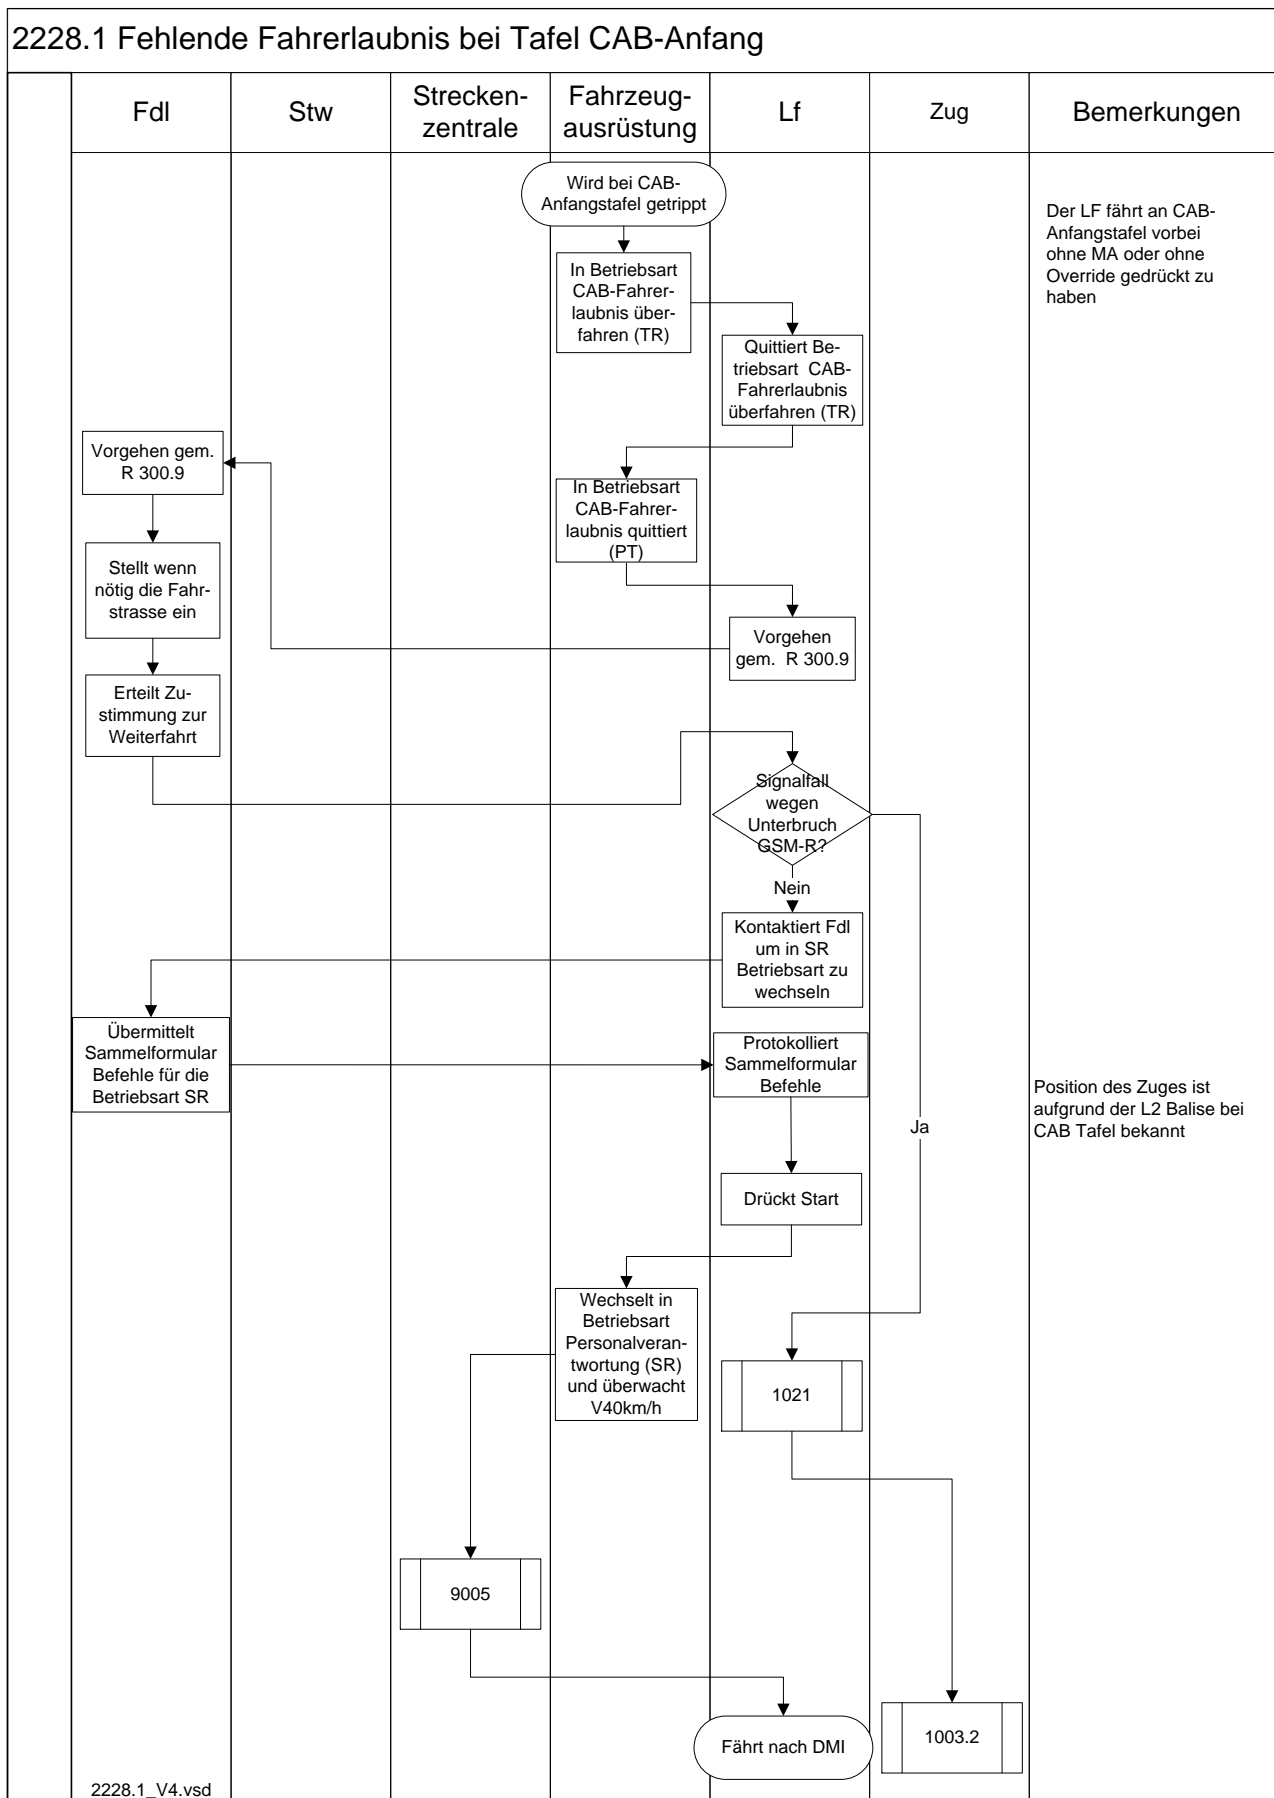 2228.1 Fehlende Fahrerlaubnis bei Tafel CAB-Anfang
Fdl
Stw
Strecken-
zentrale
Fahrzeug-
ausrüstung
Lf
Zug
Bemerkungen
Wird bei CAB-
Anfangstafel getrippt
Der LF fährt an CAB-
Anfangstafel vorbei
ohne MA oder ohne
Override gedrückt zu
haben
In Betriebsart
CAB-Fahrer-
laubnis über-
fahren (TR)
Quittiert Be-
triebsart  CAB-
Fahrerlaubnis
überfahren (TR)
Vorgehen gem.
R 300.9
In Betriebsart
CAB-Fahrer-
laubnis quittiert
(PT)
Stellt wenn
nötig die Fahr-
strasse ein
Vorgehen
gem.  R 300.9
Erteilt Zu-
stimmung zur
Weiterfahrt
Signalfall
wegen
Unterbruch
GSM-R?
Nein
Kontaktiert Fdl
um in SR
Betriebsart zu
wechseln
Übermittelt
Sammelformular
Befehle für die
Betriebsart SR
Protokolliert
Sammelformular
Befehle
Position des Zuges ist
aufgrund der L2 Balise bei
CAB Tafel bekannt
Ja
Drückt Start
Wechselt in
Betriebsart
Personalveran-
twortung (SR)
und überwacht
V40km/h
1021
9005
Fährt nach DMI
1003.2
2228.1_V4.vsd